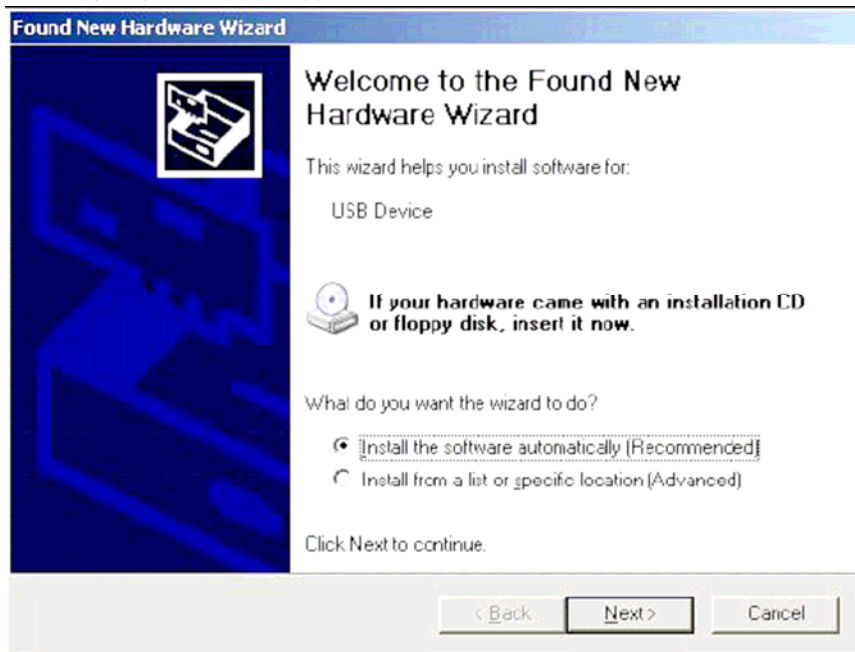 Found New Hardware Wizard
Welcome to the Found New
Hardware Wizard
This wizard helps you install software for:
USB Device
If your hardware came with an installation CD
or floppy disk, insert it now.
What do you want the wizard to do?
Install the software automatically (Recommended)
Install from a list or specific location (Advanced)
Click Next to continue.
< Back
Next >
Cancel